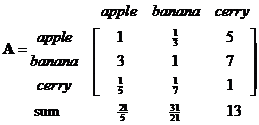 apple banana cerry
apple 1 1/3 5
A = banana 3 1 7
cerry 1/5 1/7 1
sum 21/5 31/21 13